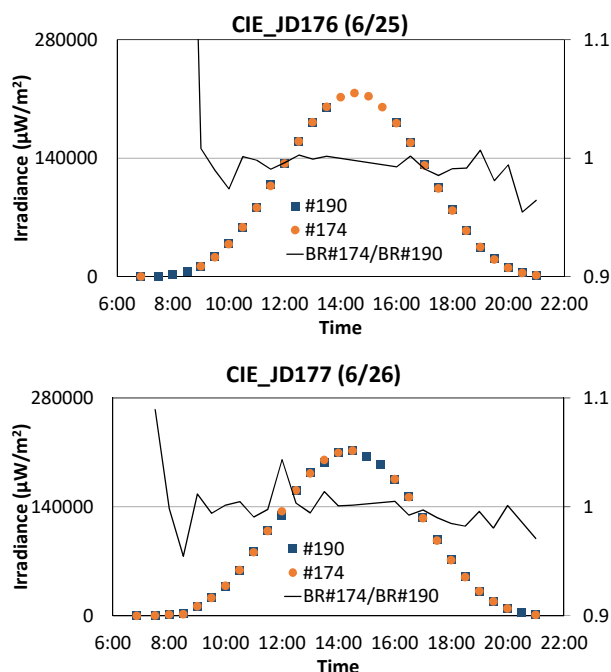 CIE_JD176 (6/25)
280000
140000
0
Irradiance (µW/m²)
1.1
1
0.9
#190
#174
BR#174/BR#190
6:00 8:00 10:00 12:00 14:00 16:00 18:00 20:00 22:00
Time
CIE_JD177 (6/26)
280000
140000
0
Irradiance (µW/m²)
1.1
1
0.9
#190
#174
BR#174/BR#190
6:00 8:00 10:00 12:00 14:00 16:00 18:00 20:00 22:00
Time